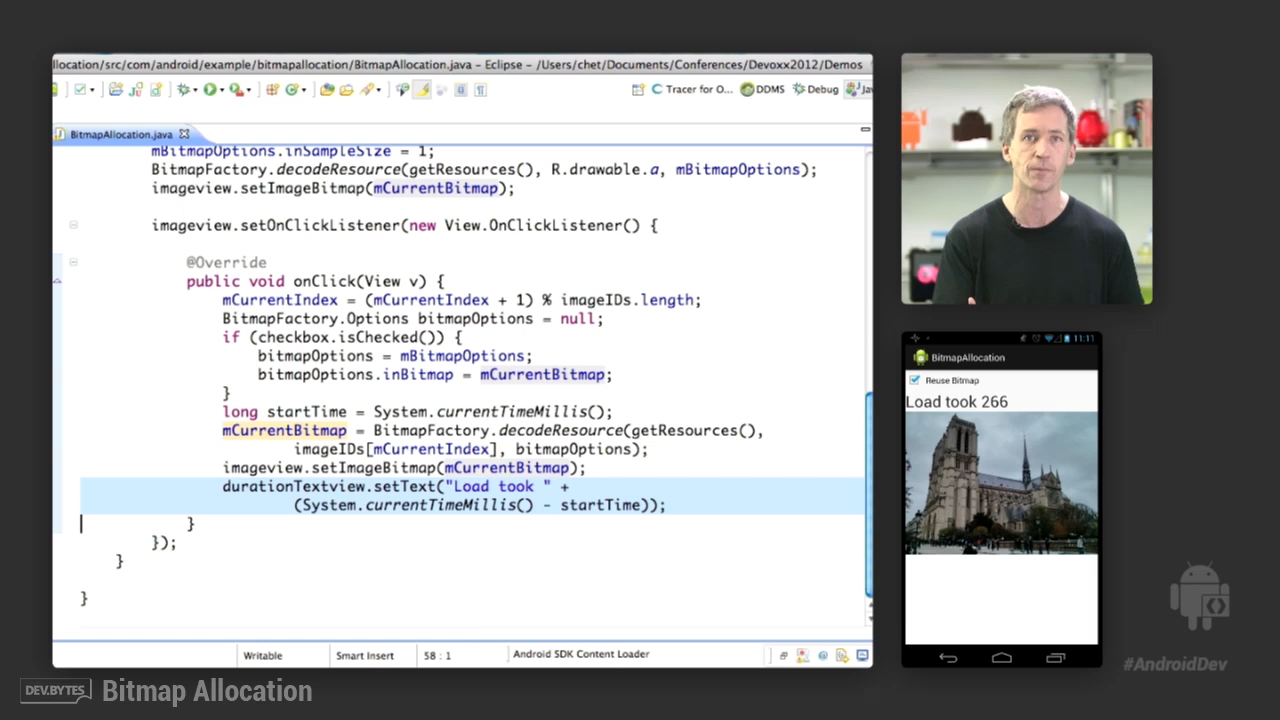 llocation/src/com/android/example/bitmapallocation/BitmapAllocation.java - Eclipse - /Users/chet/Documents/Conferences/Devoxx2012/Demos
Tracer for O... DDMS Debug Jav
BitmapAllocation.java
mBitmapOptions.inSampleSize = 1;
BitmapFactory.decodeResource(getResources(), R.drawable.a, mBitmapOptions);
imageview.setImageBitmap(mCurrentBitmap);
imageview.setOnClickListener(new View.OnClickListener() {
@Override
public void onClick(View v) {
mCurrentIndex = (mCurrentIndex + 1) % imageIDs.length;
BitmapFactory.Options bitmapOptions = null;
if (checkbox.isChecked()) {
bitmapOptions = mBitmapOptions;
bitmapOptions.inBitmap = mCurrentBitmap;
}
long startTime = System.currentTimeMillis();
mCurrentBitmap = BitmapFactory.decodeResource(getResources(),
imageIDs[mCurrentIndex], bitmapOptions);
imageview.setImageBitmap(mCurrentBitmap);
durationTextview.setText("Load took " +
(System.currentTimeMillis() - startTime));
}
});
}
}
Writable Smart Insert 58 : 1 Android SDK Content Loader
11:11
BitmapAllocation
Reuse Bitmap
Load took 266
#AndroidDev
DEV.BYTES Bitmap Allocation